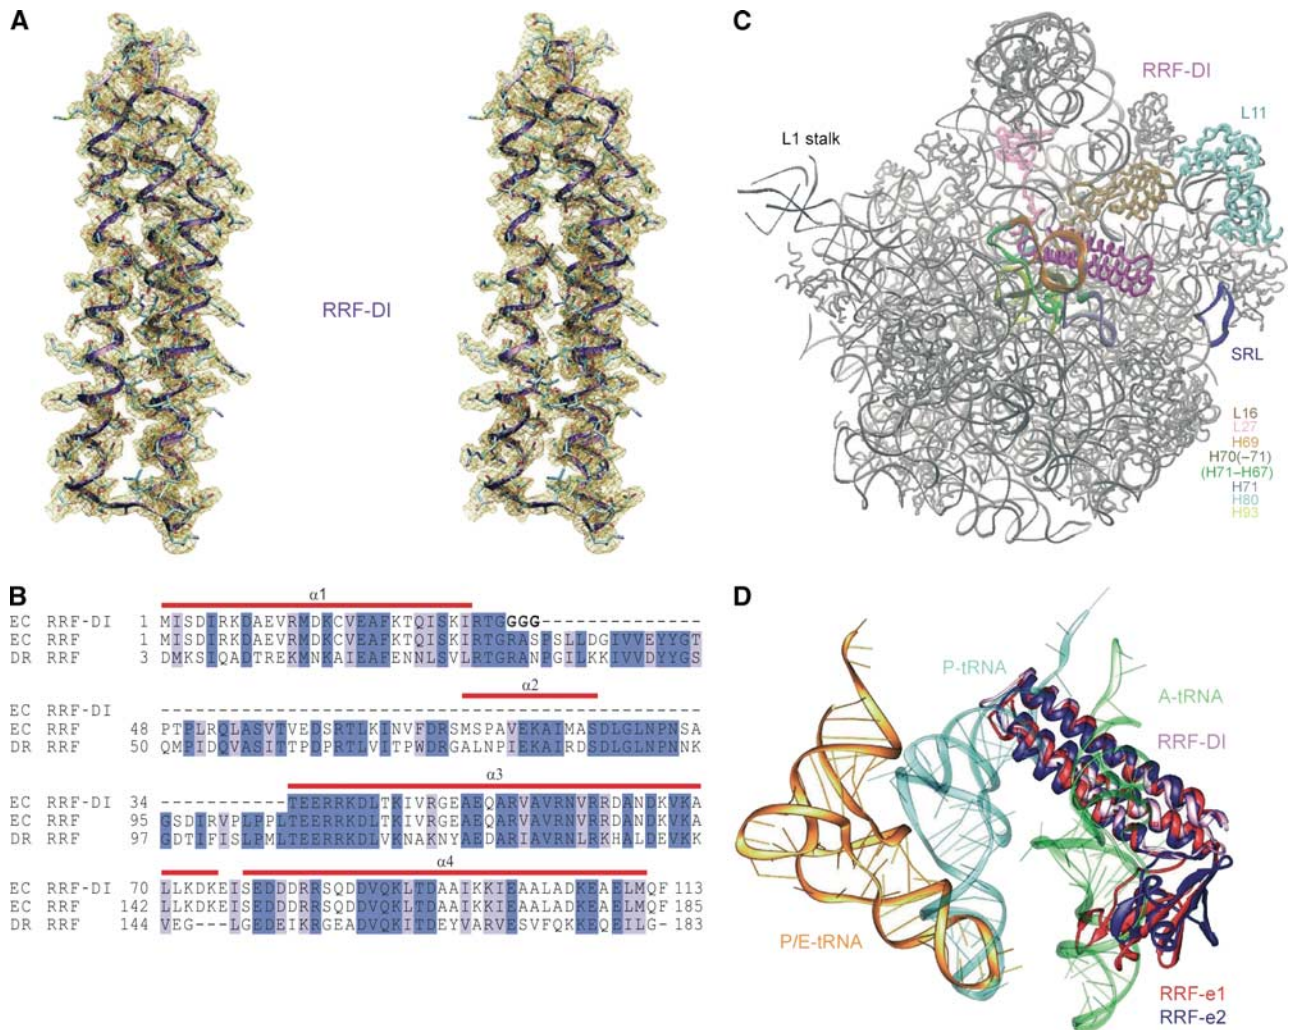 A
RRF-DI
C
RRF-DI
L11
L1 stalk
SRL
L16
L27
H69
H70(–71)
(H71–H67)
H71
H80
H93
B
α1
EC RRF-DI 1 MISDIRKDAEVRMDKCVEAFKTQISKIRTGGGG--------------
EC RRF 1 MISDIRKDAEVRMDKCVEAFKTQISKIRTGRASPSLLDGIVVEYYGT
DR RRF 3 DMKSIQADTREKMNKAIEAFENNLSVLRTGRANPGILKKIVVDYYGS
α2
EC RRF-DI -----------------------------------------------
EC RRF 48 PTPLRQLASVTVEDSRTLKINVFDRSMSPAVEKAIMASDLGLNPNSA
DR RRF 50 QMPIDQVASITTPDPRTLVITPWDRGALNPIEKAIRDSDLGLNPNNK
α3
EC RRF-DI 34 -----------TEERRKDLTKIVRGEAEQARVAVRNVRRDANDKVKA
EC RRF 95 GSDIRVPLPPLTEERRKDLTKIVRGEAEQARVAVRNVRRDANDKVKA
DR RRF 97 GDTIFISLPMLTEERRKDLVKNAKNYAEDARVAVRNLRKHALDEVKK
α4
EC RRF-DI 70 LLKDKEISEDDDRRSQDDVQKLTDAAIKKIEAALADKEAELMQF 113
EC RRF 142 LLKDKEISEDDDRRSQDDVQKLTDAAIKKIEAALADKEAELMQF 185
DR RRF 144 VEG---LGEDEIKRGEADVQKITDEYVARVESVFQKKEQEILG- 183
D
P-tRNA
A-tRNA
RRF-DI
P/E-tRNA
RRF-e1
RRF-e2